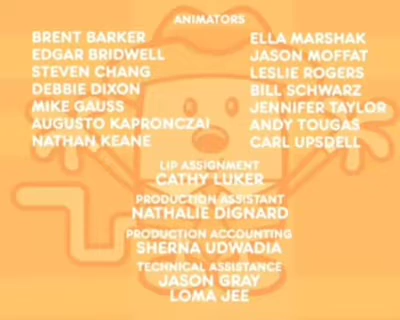 ANIMATORS
BRENT BARKER
EDGAR BRIDWELL
STEVEN CHANG
DEBBIE DIXON
MIKE GAUSS
AUGUSTO KAPRONCZAI
NATHAN KEANE
ELLA MARSHAK
JASON MOFFAT
LESLIE ROGERS
BILL SCHWARZ
JENNIFER TAYLOR
ANDY TOUGAS
CARL UPSDELL
LIP ASSIGNMENT
CATHY LUKER
PRODUCTION ASSISTANT
NATHALIE DIGNARD
PRODUCTION ACCOUNTING
SHERNA UDWADIA
TECHNICAL ASSISTANCE
JASON GRAY
LOMA JEE